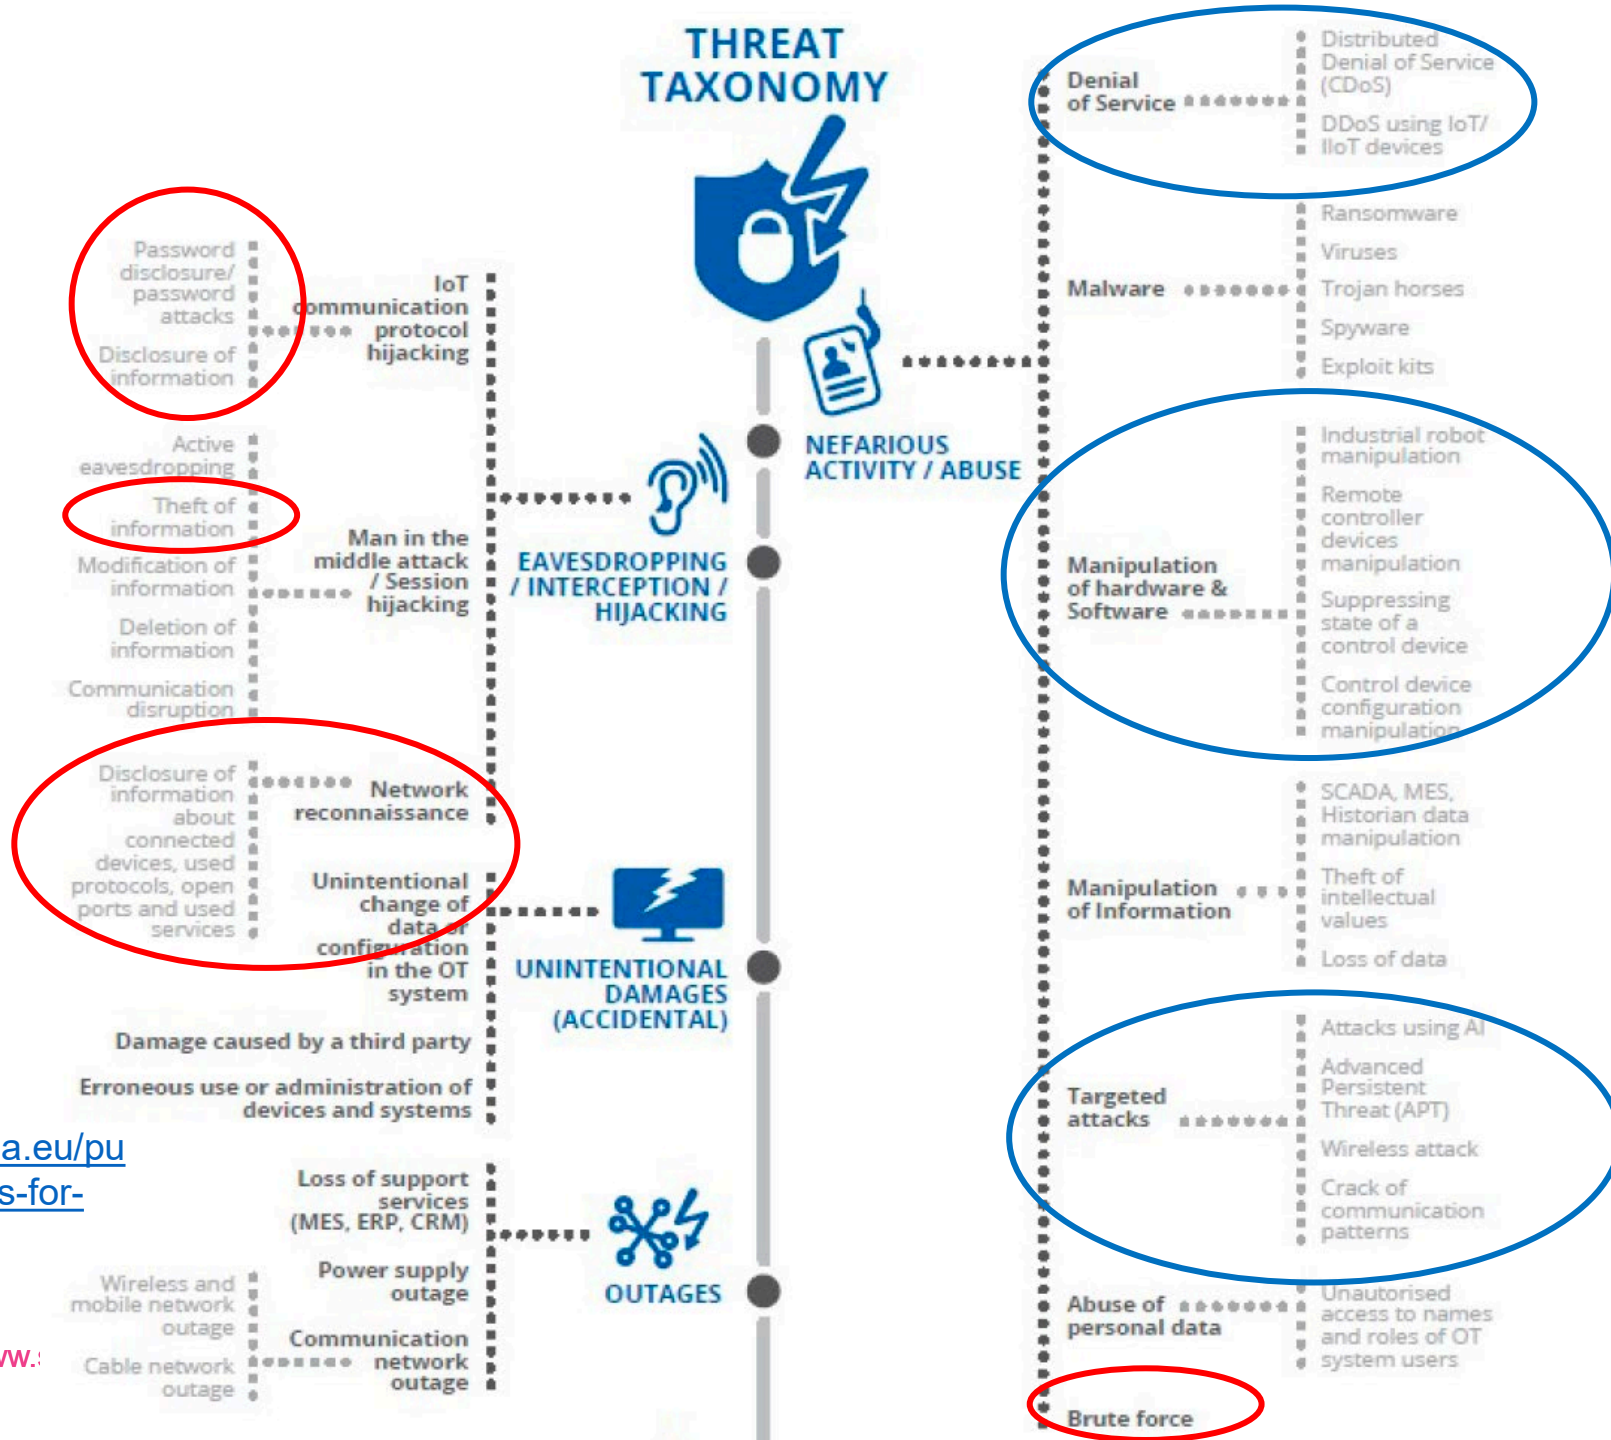 THREAT
TAXONOMY
Password
disclosure/
password
attacks
Disclosure of
information
IoT
communication
protocol
hijacking
Active
eavesdropping
Theft of
information
Modification of
information
Deletion of
information
Communication
disruption
Man in the
middle attack
/ Session
hijacking
Disclosure of
information
about
connected
devices, used
protocols, open
ports and used
services
Network
reconnaissance
EAVESDROPPING
/ INTERCEPTION /
HIJACKING
Unintentional
change of
data or
configuration
in the OT
system
Damage caused by a third party
Erroneous use or administration of
devices and systems
UNINTENTIONAL
DAMAGES
(ACCIDENTAL)
a.eu/pu
s-for-
Loss of support
services
(MES, ERP, CRM)
Power supply
outage
Wireless and
mobile network
outage
Cable network
outage
Communication
network
outage
OUTAGES
NEFARIOUS
ACTIVITY / ABUSE
Denial
of Service
Distributed
Denial of Service
(CDoS)
DDoS using IoT/
IIoT devices
Malware
Ransomware
Viruses
Trojan horses
Spyware
Exploit kits
Manipulation
of hardware &
Software
Industrial robot
manipulation
Remote
controller
devices
manipulation
Suppressing
state of a
control device
Control device
configuration
manipulation
Manipulation
of Information
SCADA, MES,
Historian data
manipulation
Theft of
intellectual
values
Loss of data
Targeted
attacks
Attacks using AI
Advanced
Persistent
Threat (APT)
Wireless attack
Crack of
communication
patterns
Abuse of
personal data
Unautorised
access to names
and roles of OT
system users
Brute force